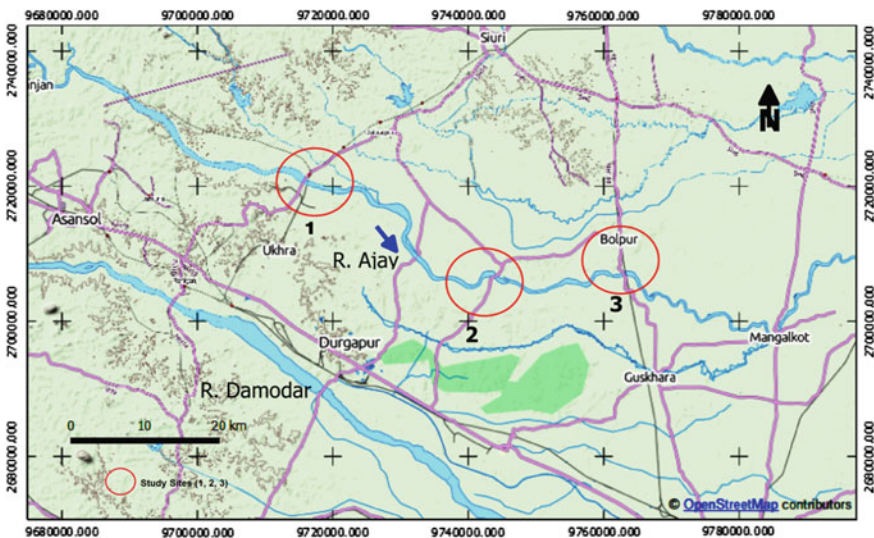 9680000.000 9700000.000 9720000.000 9740000.000 9760000.000 9780000.000
2740000.000
2720000.000
2700000.000
2680000.000
2740000.000
2720000.000
2700000.000
2680000.000
Siuri
N
Asansol
Ukhra
1
R. Ajay
Bolpur
2
3
Durgapur
Mangalkot
Guskhara
R. Damodar
0 10 20 km
Study Sites (1, 2, 3)
© OpenStreetMap contributors
9680000.000 9700000.000 9720000.000 9740000.000 9760000.000 9780000.000